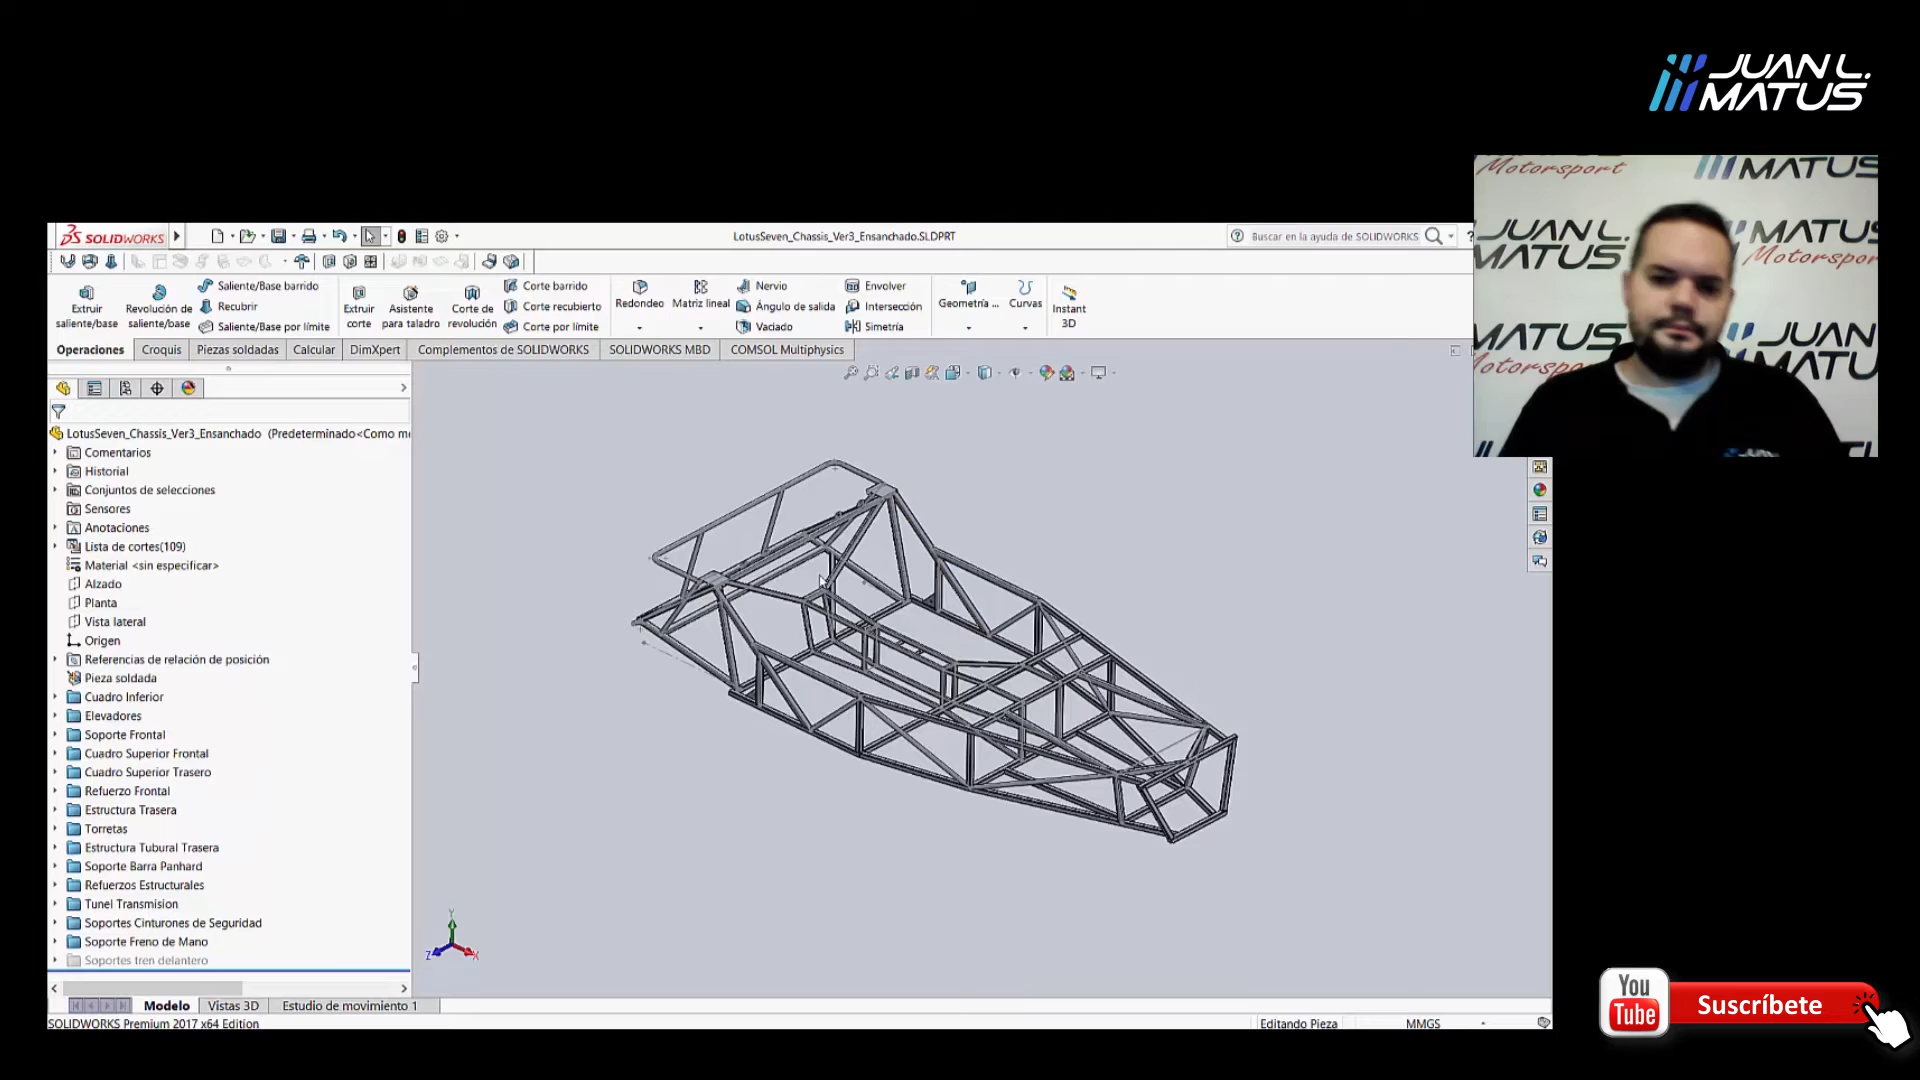 JUAN L.
MATUS
Motorsport
MATUS
JUAN L.
MATUS
MATUS
Motorsport
MATUS
JUAN L.
MATUS
SOLIDWORKS
LotusSeven_Chassis_Ver3_Ensanchado.SLDPRT
Buscar en la ayuda de SOLIDWORKS
?
Extruir saliente/base
Revolución de saliente/base
Saliente/Base barrido
Recubrir
Saliente/Base por límite
Extruir corte
Asistente para taladro
Corte de revolución
Corte barrido
Corte recubierto
Corte por límite
Redondeo
Matriz lineal
Nervio
Ángulo de salida
Vaciado
Envolver
Intersección
Simetría
Geometría ...
Curvas
Instant 3D
Operaciones
Croquis
Piezas soldadas
Calcular
DimXpert
Complementos de SOLIDWORKS
SOLIDWORKS MBD
COMSOL Multiphysics
LotusSeven_Chassis_Ver3_Ensanchado (Predeterminado<Como m
Comentarios
Historial
Conjuntos de selecciones
Sensores
Anotaciones
Lista de cortes(109)
Material <sin especificar>
Alzado
Planta
Vista lateral
Origen
Referencias de relación de posición
Pieza soldada
Cuadro Inferior
Elevadores
Soporte Frontal
Cuadro Superior Frontal
Cuadro Superior Trasero
Refuerzo Frontal
Estructura Trasera
Torretas
Estructura Tubural Trasera
Soporte Barra Panhard
Refuerzos Estructurales
Tunel Transmision
Soportes Cinturones de Seguridad
Soporte Freno de Mano
Soportes tren delantero
Y
Z
X
Modelo
Vistas 3D
Estudio de movimiento 1
SOLIDWORKS Premium 2017 x64 Edition
Editando Pieza
MMGS
You
Tube
Suscríbete